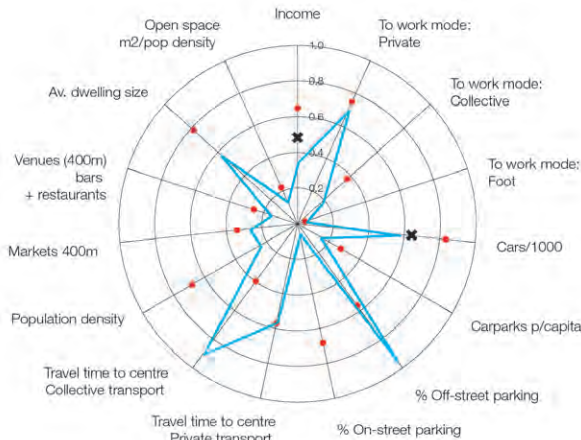 Income
To work mode:
Private
To work mode:
Collective
To work mode:
Foot
Cars/1000
Carparks p/capita
% Off-street parking
% On-street parking
Travel time to centre
Private transport
Travel time to centre
Collective transport
Population density
Markets 400m
Venues (400m)
bars
+ restaurants
Av. dwelling size
Open space
m2/pop density
1.0
0.8
0.6
0.4
0.2